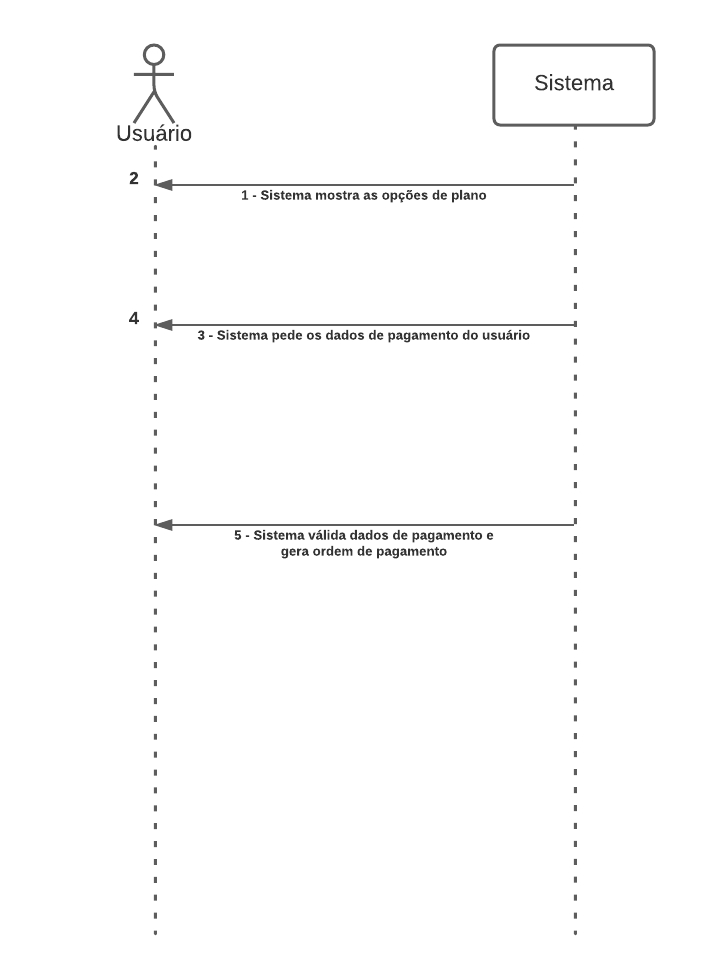 Usuário
Sistema
2
1 - Sistema mostra as opções de plano
4
3 - Sistema pede os dados de pagamento do usuário
5 - Sistema válida dados de pagamento e
gera ordem de pagamento